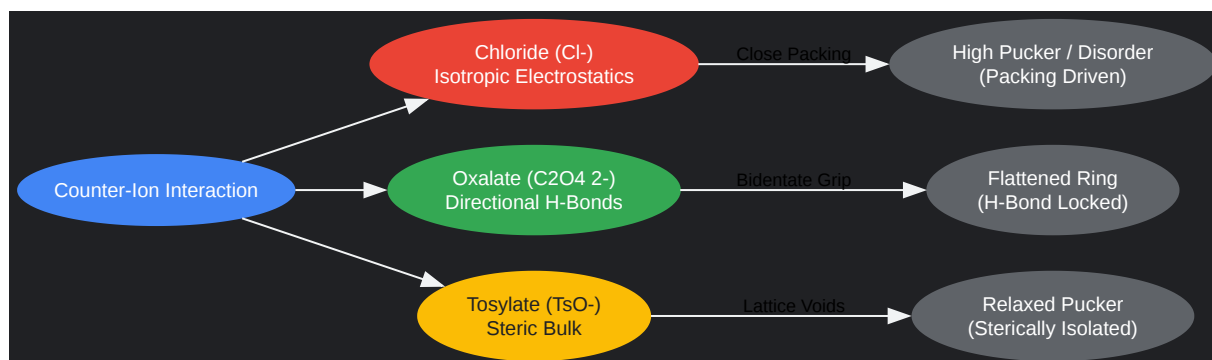 Chloride (Cl-)
Isotropic Electrostatics
Close Packing
High Pucker / Disorder
(Packing Driven)
Counter-Ion Interaction
Oxalate (C2O4 2-)
Directional H-Bonds
Bidentate Grip
Flattened Ring
(H-Bond Locked)
Tosylate (TsO-)
Steric Bulk
Lattice Voids
Relaxed Pucker
(Sterically Isolated)